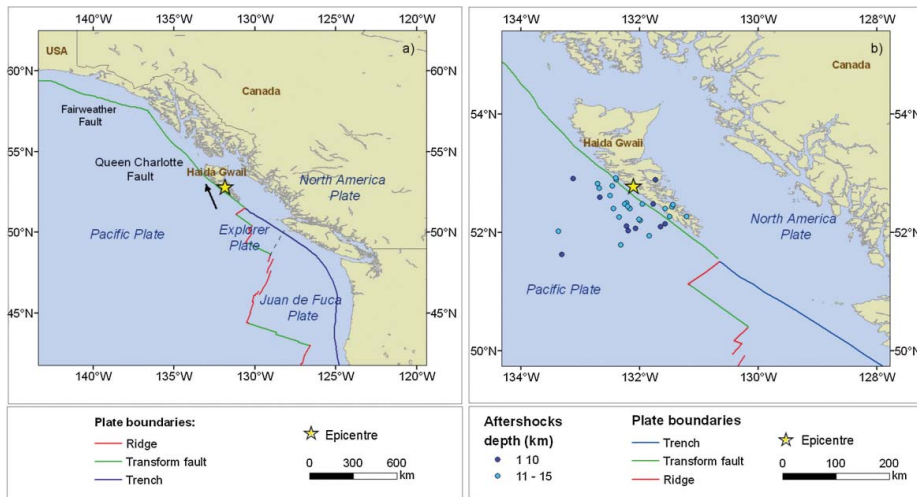 140°W 135°W 130°W 125°W 120°W
a)
USA
60°N
Canada
Fairweather
Fault
55°N
Queen Charlotte
Fault
Haida Gwaii
North America
Plate
50°N
Pacific Plate
Explorer
Plate
Juan de Fuca
Plate
45°N
140°W 135°W 130°W 125°W 120°W
Plate boundaries:
Ridge
Transform fault
Trench
Epicentre
0 300 600
km
134°W 132°W 130°W 128°W
b)
Canada
54°N 54°N
Haida Gwaii
52°N 52°N
North America
Plate
Pacific Plate
50°N 50°N
134°W 132°W 130°W 128°W
Aftershocks
depth (km)
1 10
11 - 15
Plate boundaries
Trench
Transform fault
Ridge
Epicentre
0 100 200
km